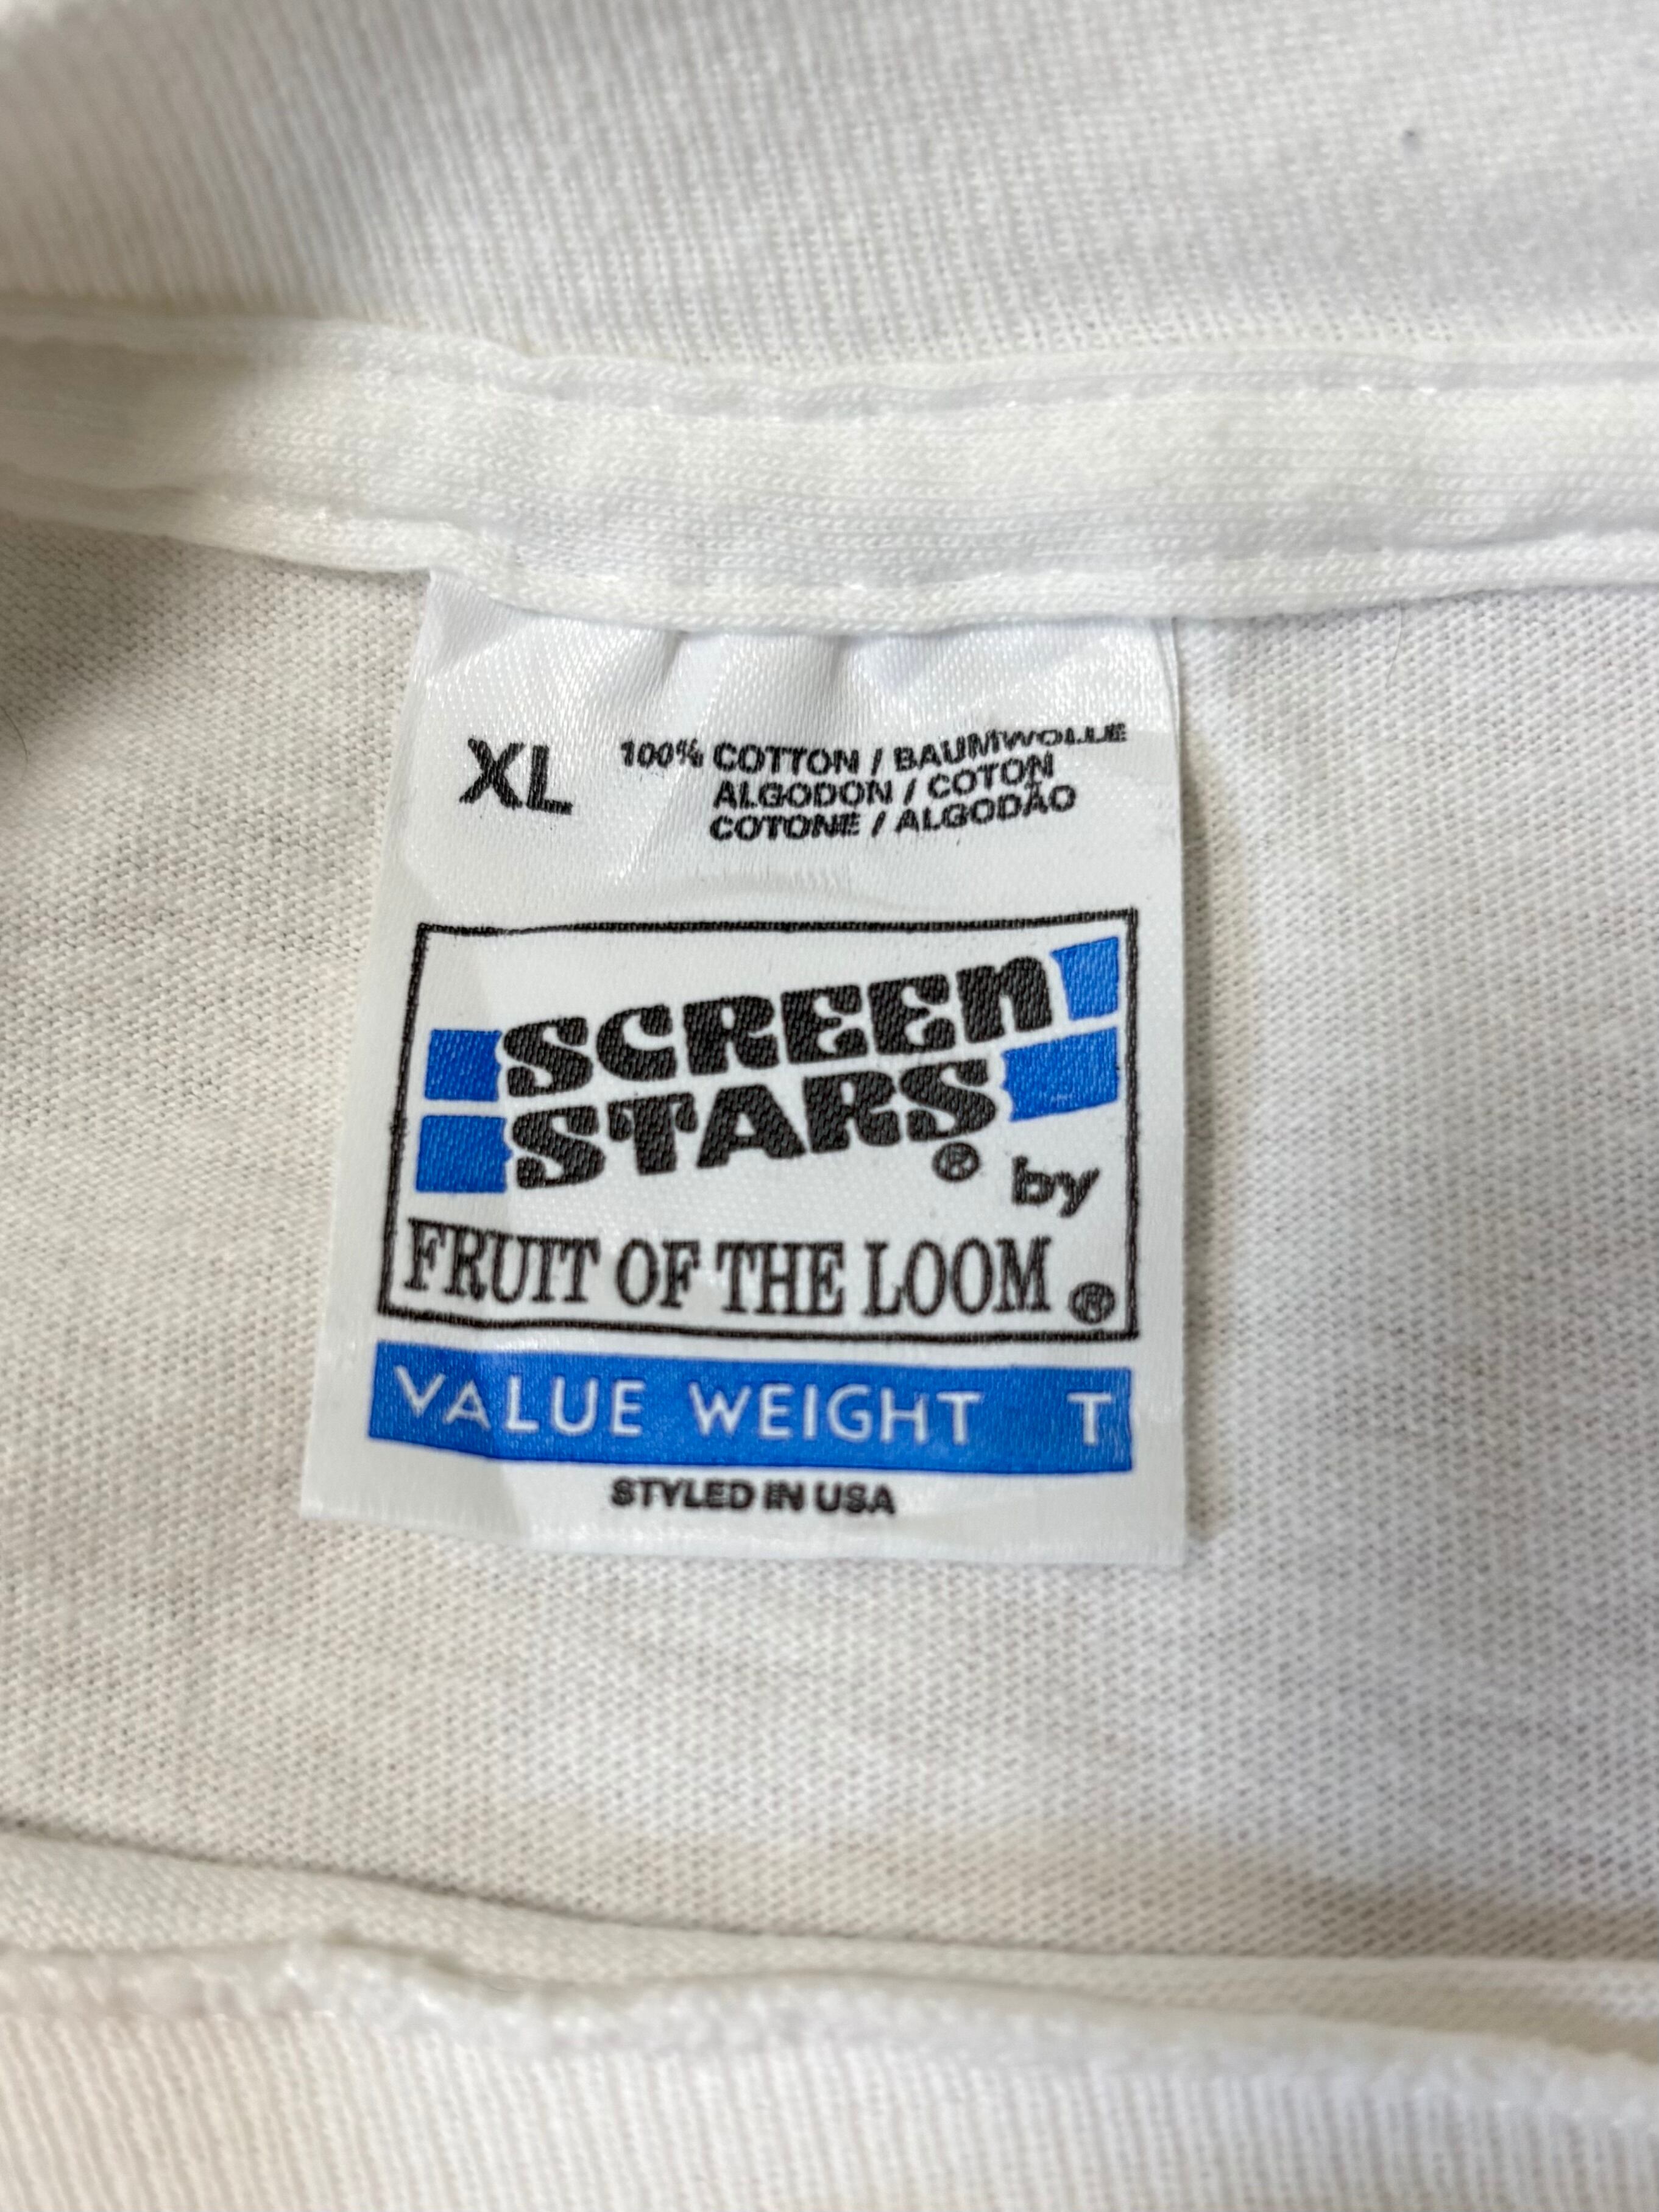 XL
100% COTTON / BAUMWOLLE
ALGODON / COTON
COTONE / ALGODÃO
SCREEN
STARS® by
FRUIT OF THE LOOM®
VALUE WEIGHT T
STYLED IN USA